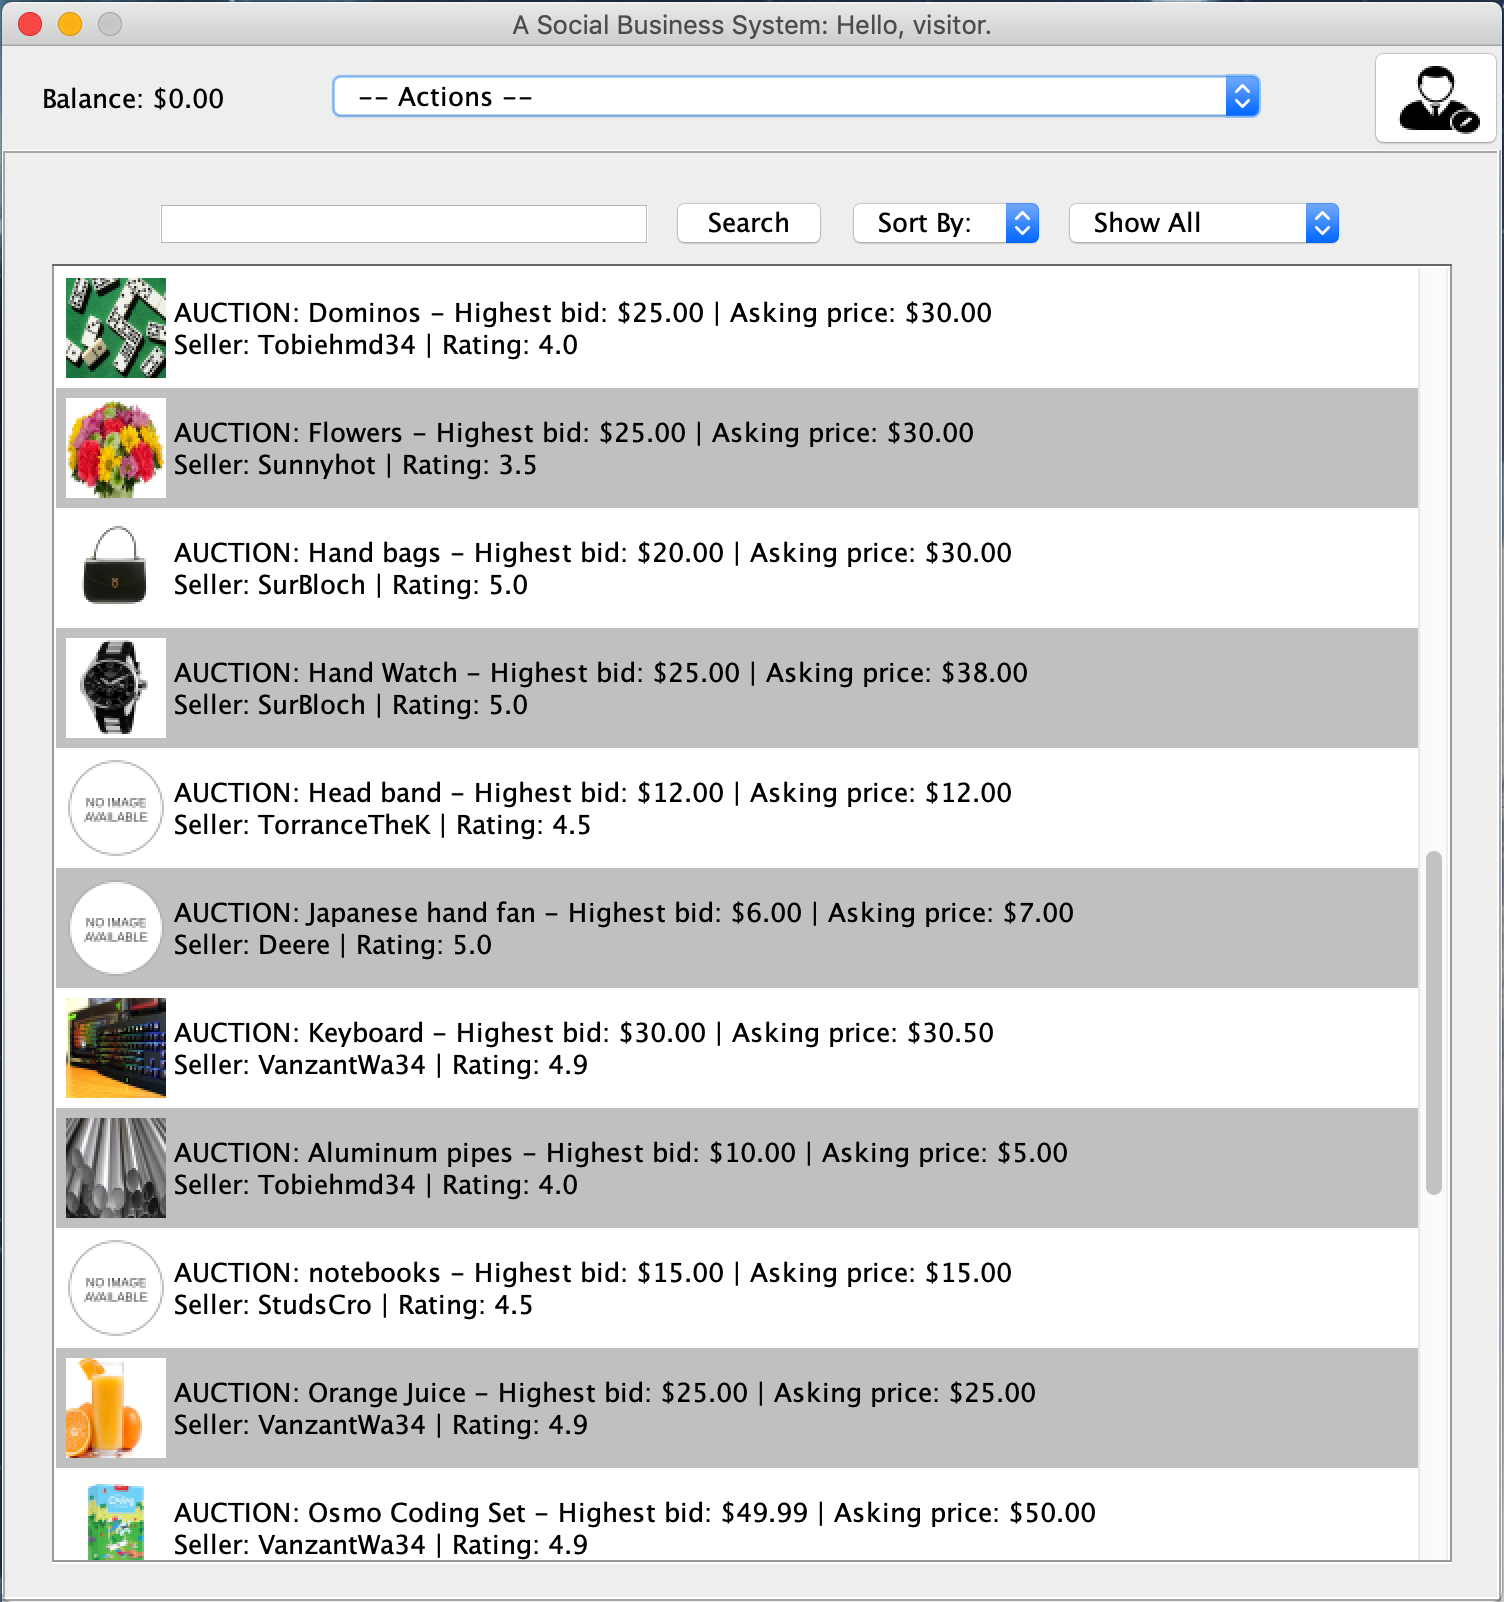 A Social Business System: Hello, visitor.
Balance: $0.00
-- Actions --
Search
Sort By:
Show All
AUCTION: Dominos - Highest bid: $25.00 | Asking price: $30.00
Seller: Tobiehmd34 | Rating: 4.0
AUCTION: Flowers - Highest bid: $25.00 | Asking price: $30.00
Seller: Sunnyhot | Rating: 3.5
AUCTION: Hand bags - Highest bid: $20.00 | Asking price: $30.00
Seller: SurBloch | Rating: 5.0
AUCTION: Hand Watch - Highest bid: $25.00 | Asking price: $38.00
Seller: SurBloch | Rating: 5.0
NO IMAGE
AVAILABLE
AUCTION: Head band - Highest bid: $12.00 | Asking price: $12.00
Seller: TorranceTheK | Rating: 4.5
NO IMAGE
AVAILABLE
AUCTION: Japanese hand fan - Highest bid: $6.00 | Asking price: $7.00
Seller: Deere | Rating: 5.0
AUCTION: Keyboard - Highest bid: $30.00 | Asking price: $30.50
Seller: VanzantWa34 | Rating: 4.9
AUCTION: Aluminum pipes - Highest bid: $10.00 | Asking price: $5.00
Seller: Tobiehmd34 | Rating: 4.0
NO IMAGE
AVAILABLE
AUCTION: notebooks - Highest bid: $15.00 | Asking price: $15.00
Seller: StudsCro | Rating: 4.5
AUCTION: Orange Juice - Highest bid: $25.00 | Asking price: $25.00
Seller: VanzantWa34 | Rating: 4.9
Coding
AUCTION: Osmo Coding Set - Highest bid: $49.99 | Asking price: $50.00
Seller: VanzantWa34 | Rating: 4.9